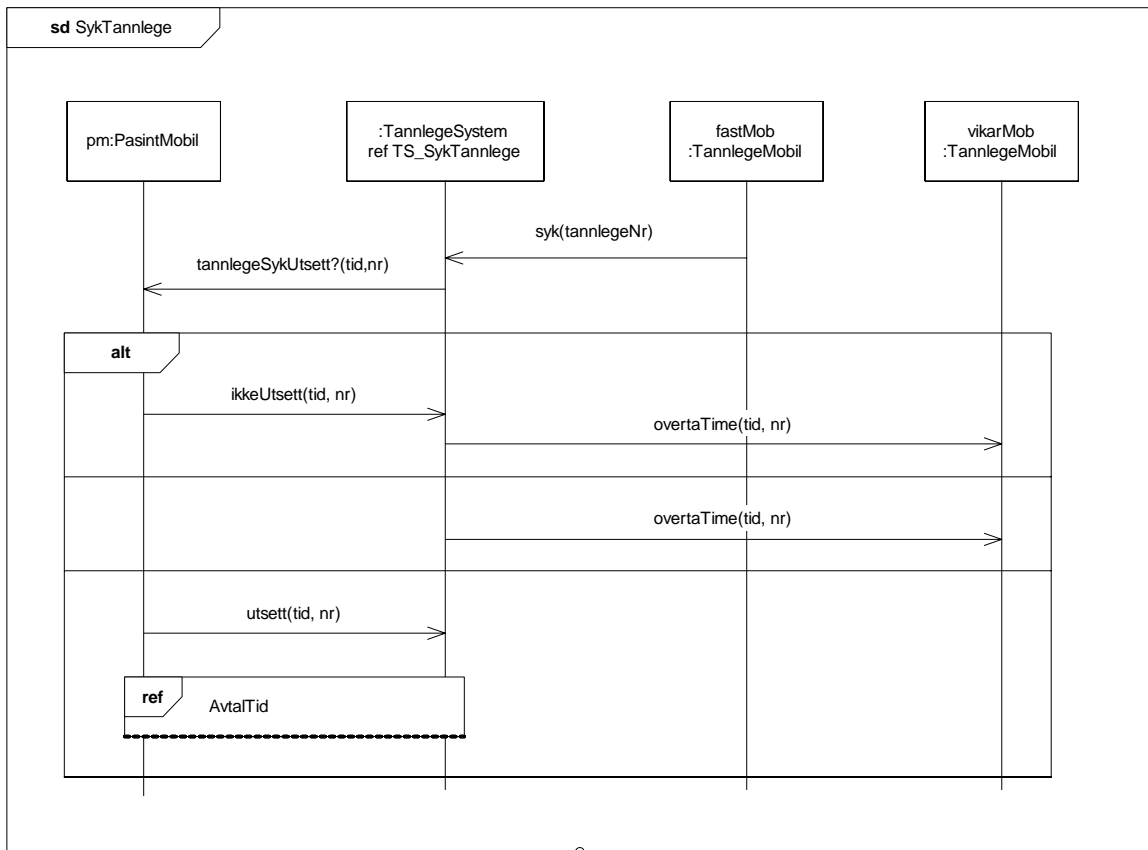 sd SykTannlege
pm:PasintMobil
:TannlegeSystem
ref TS_SykTannlege
fastMob
:TannlegeMobil
vikarMob
:TannlegeMobil
syk(tannlegeNr)
tannlegeSykUtsett?(tid,nr)
alt
ikkeUtsett(tid, nr)
overtaTime(tid, nr)
overtaTime(tid, nr)
utsett(tid, nr)
ref
AvtalTid